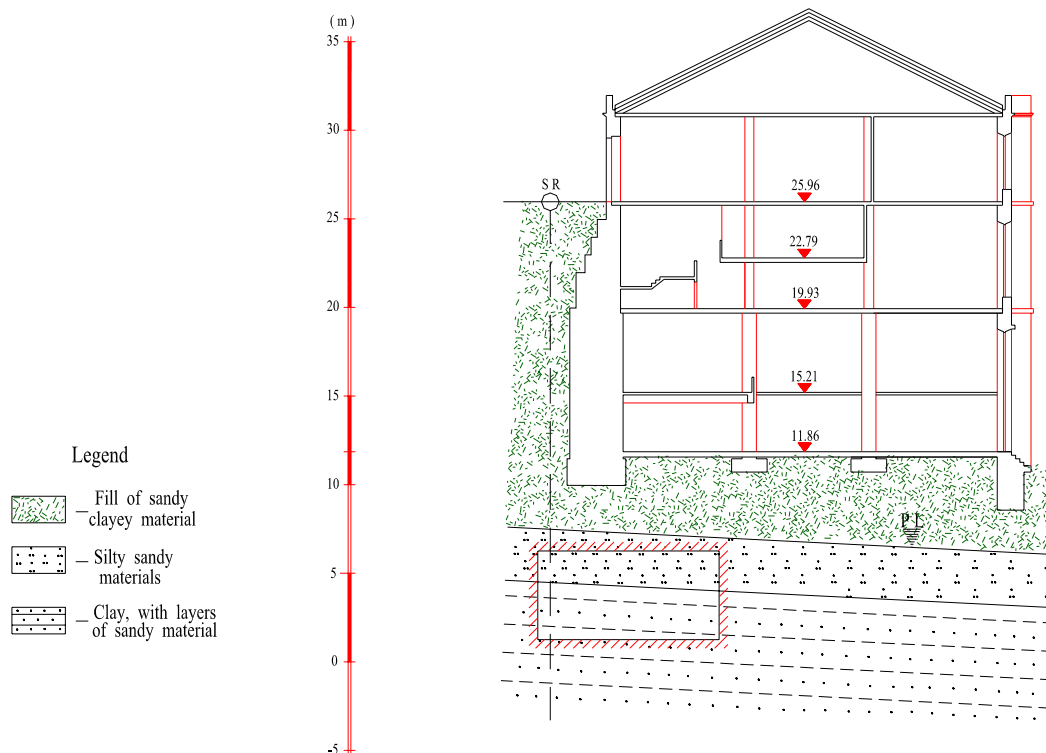 ( m )
35
30
25
20
15
10
5
0
-5
S R
25.96
22.79
19.93
15.21
11.86
P L
Legend
Fill of sandy
clayey material
Silty sandy
materials
Clay, with layers
of sandy material